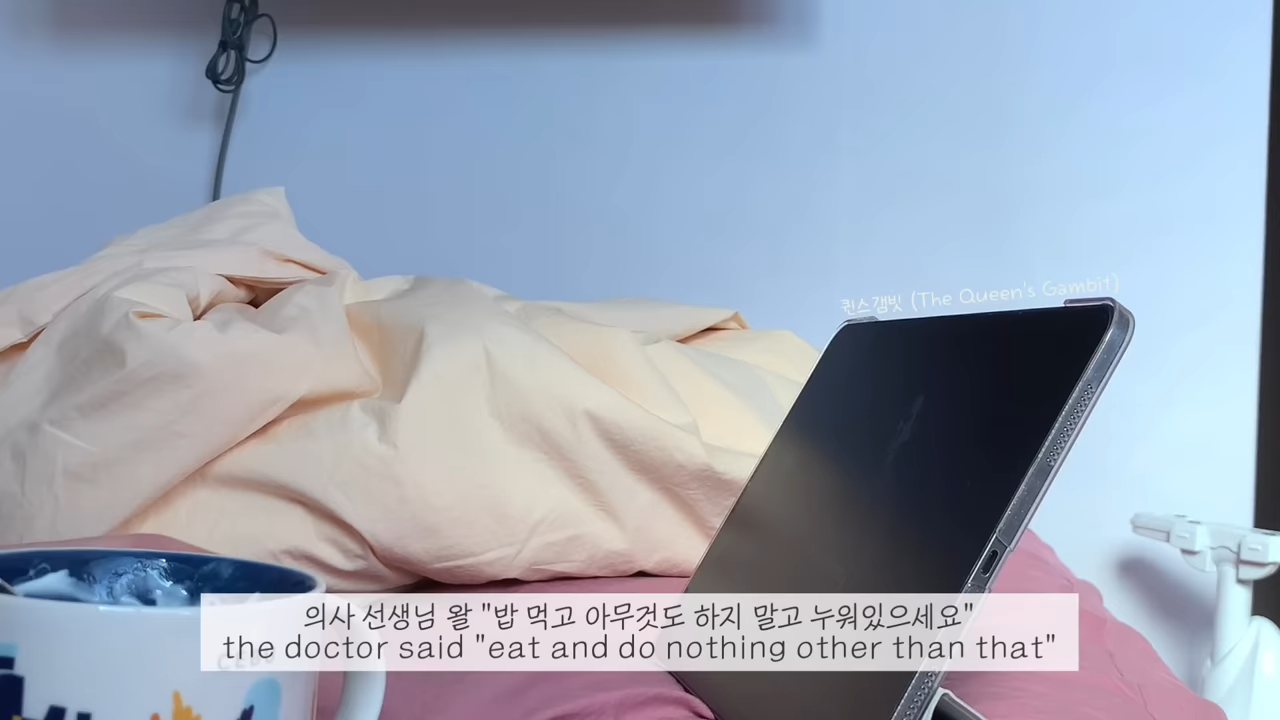 퀸스갬빗 (The Queen's Gambit)
의사 선생님 왈 "밥 먹고 아무것도 하지 말고 누워있으세요"
the doctor said "eat and do nothing other than that"